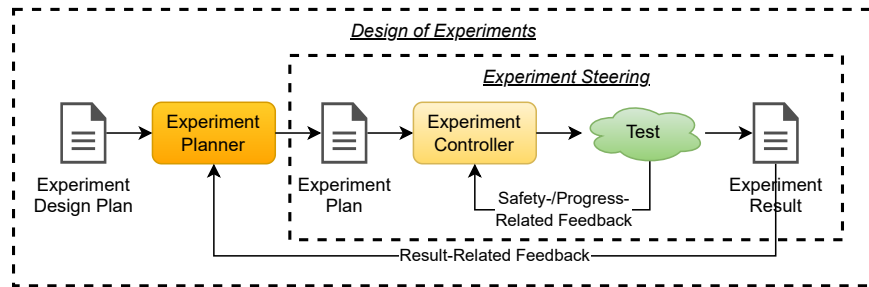 Design of Experiments
Experiment Steering
Experiment
Planner
Experiment
Controller
Test
Experiment
Design Plan
Experiment
Plan
Experiment
Result
Safety-/Progress-
Related Feedback
Result-Related Feedback